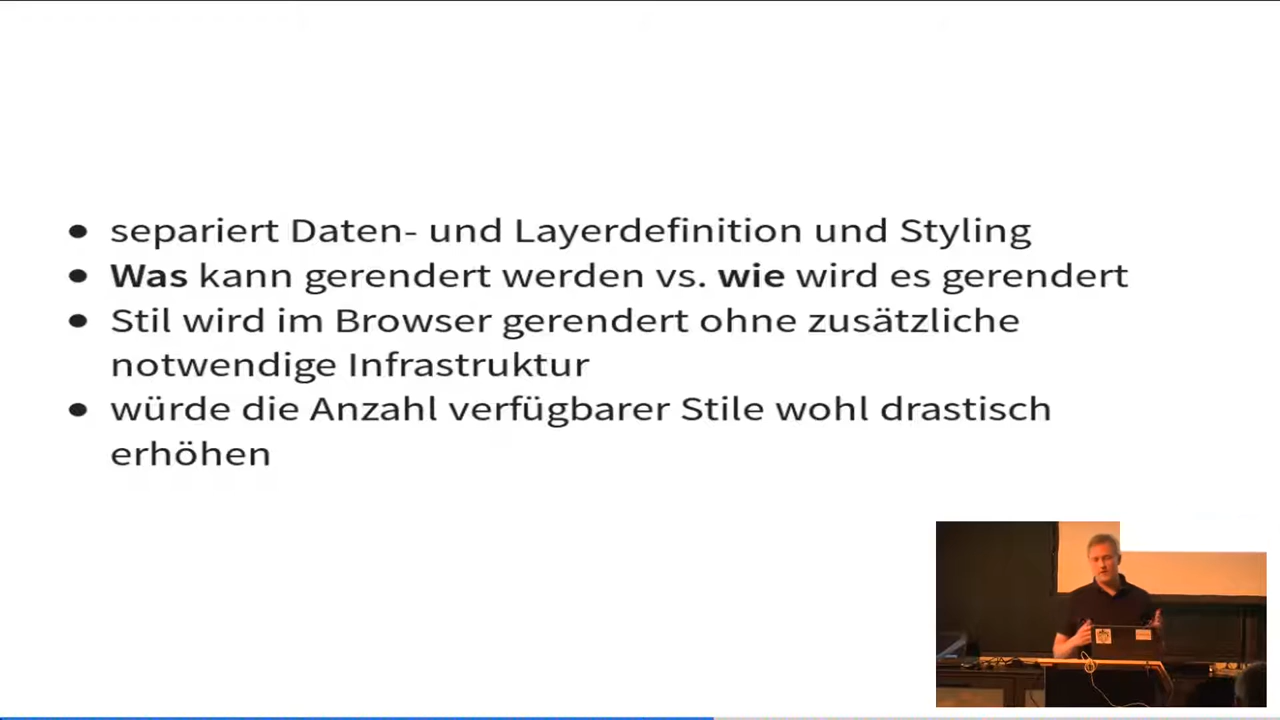 • separiert Daten- und Layerdefinition und Styling
• Was kann gerendert werden vs. wie wird es gerendert
• Stil wird im Browser gerendert ohne zusätzliche
notwendige Infrastruktur
• würde die Anzahl verfügbarer Stile wohl drastisch
erhöhen